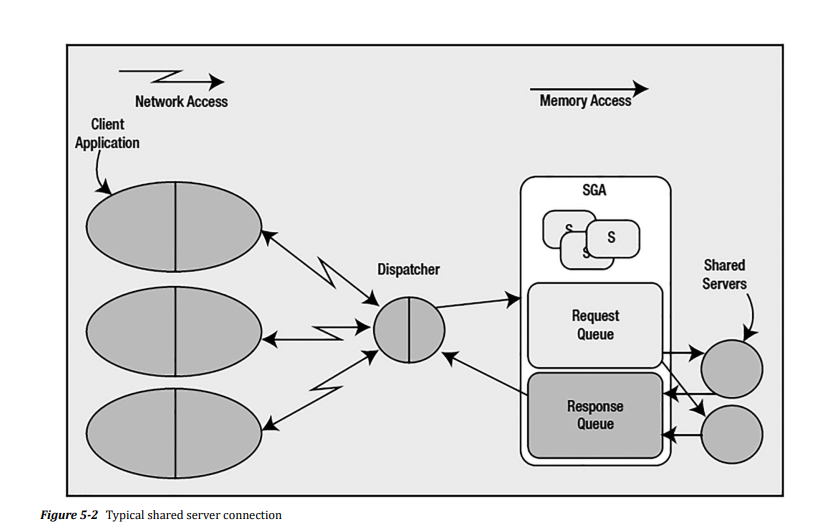 Network Access
Memory Access
Client
Application
SGA
S
S
S
Dispatcher
Shared
Servers
Request
Queue
Response
Queue
Figure 5-2 Typical shared server connection